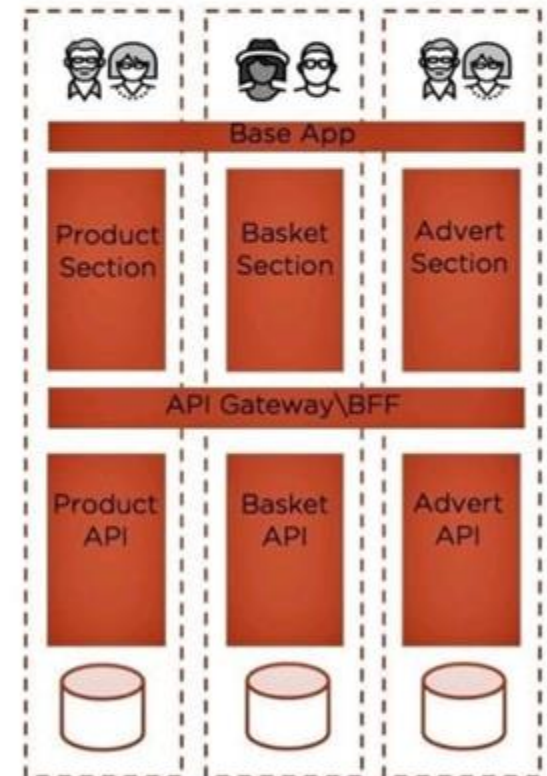 Base App
Product
Section
Basket
Section
Advert
Section
API Gateway\BFF
Product
API
Basket
API
Advert
API